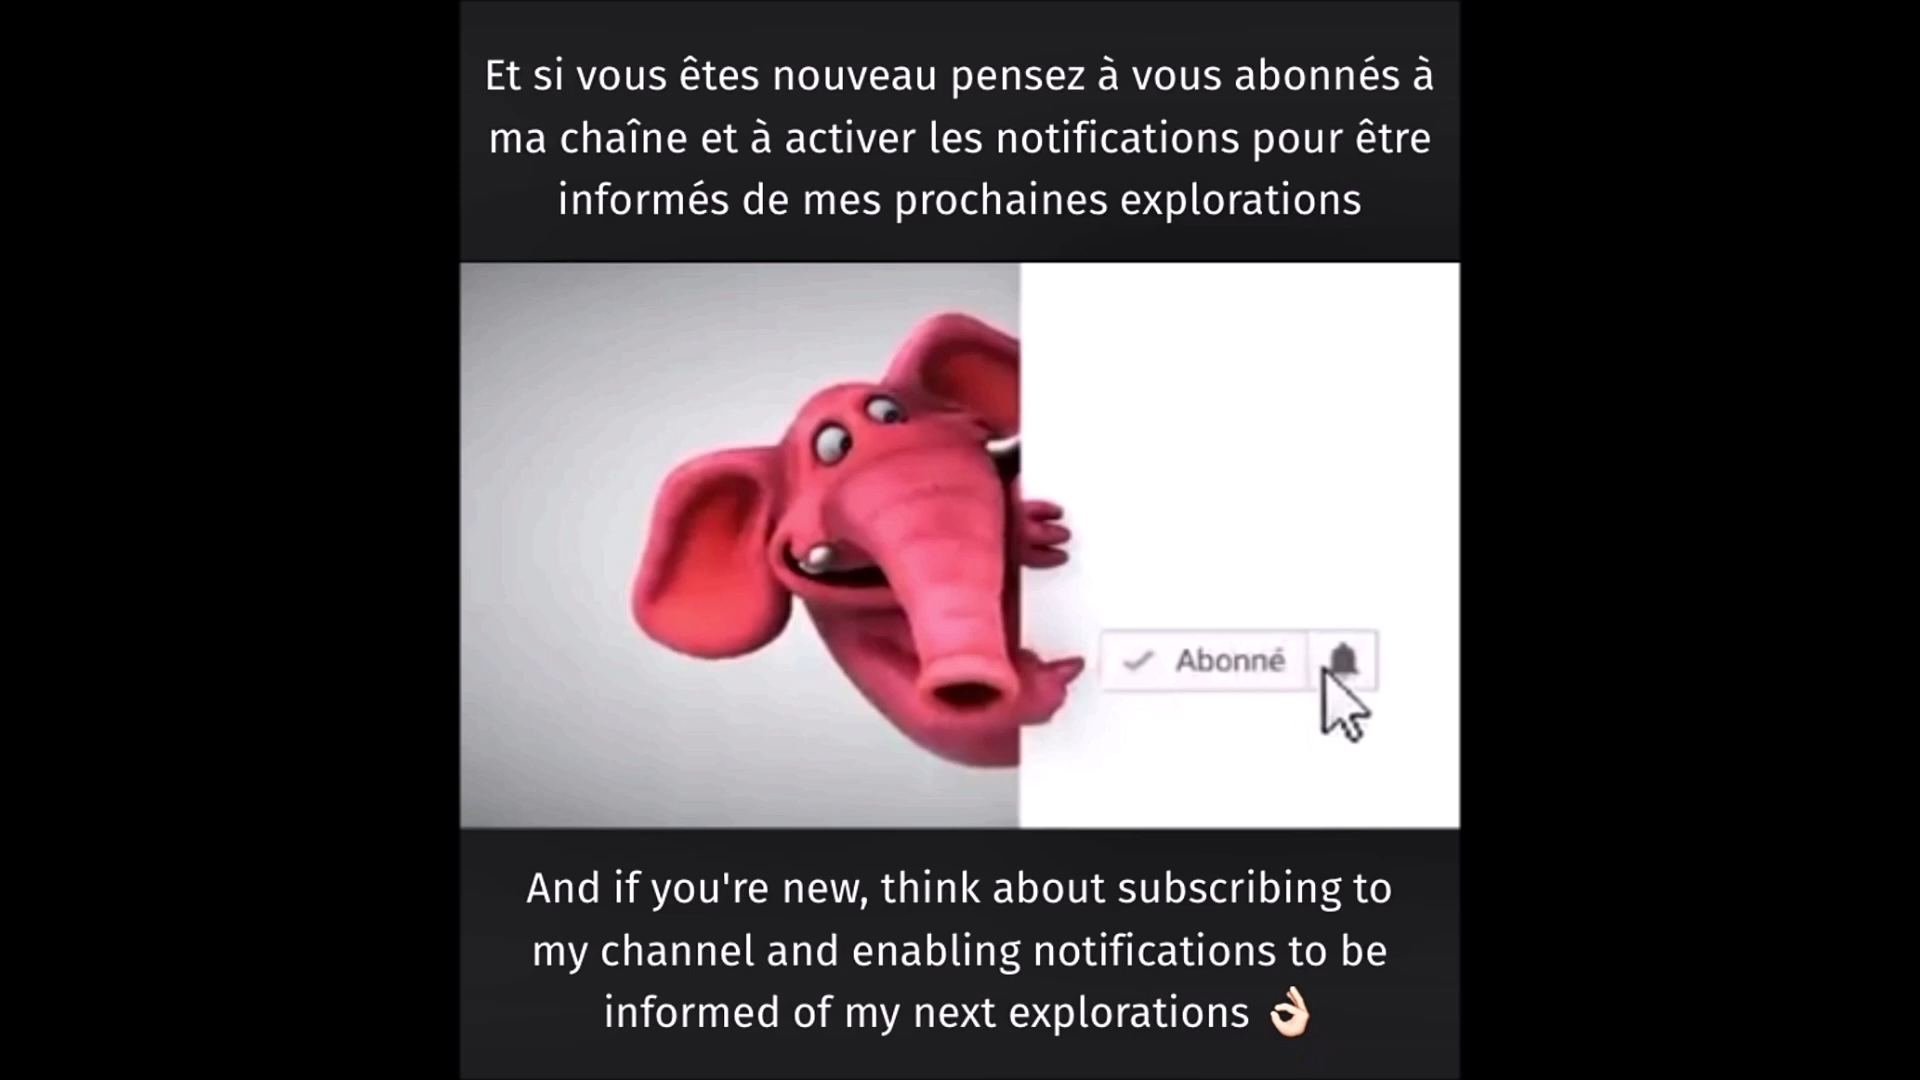 Et si vous êtes nouveau pensez à vous abonnés à
ma chaîne et à activer les notifications pour être
informés de mes prochaines explorations
Abonné
And if you're new, think about subscribing to
my channel and enabling notifications to be
informed of my next explorations 👌🏻